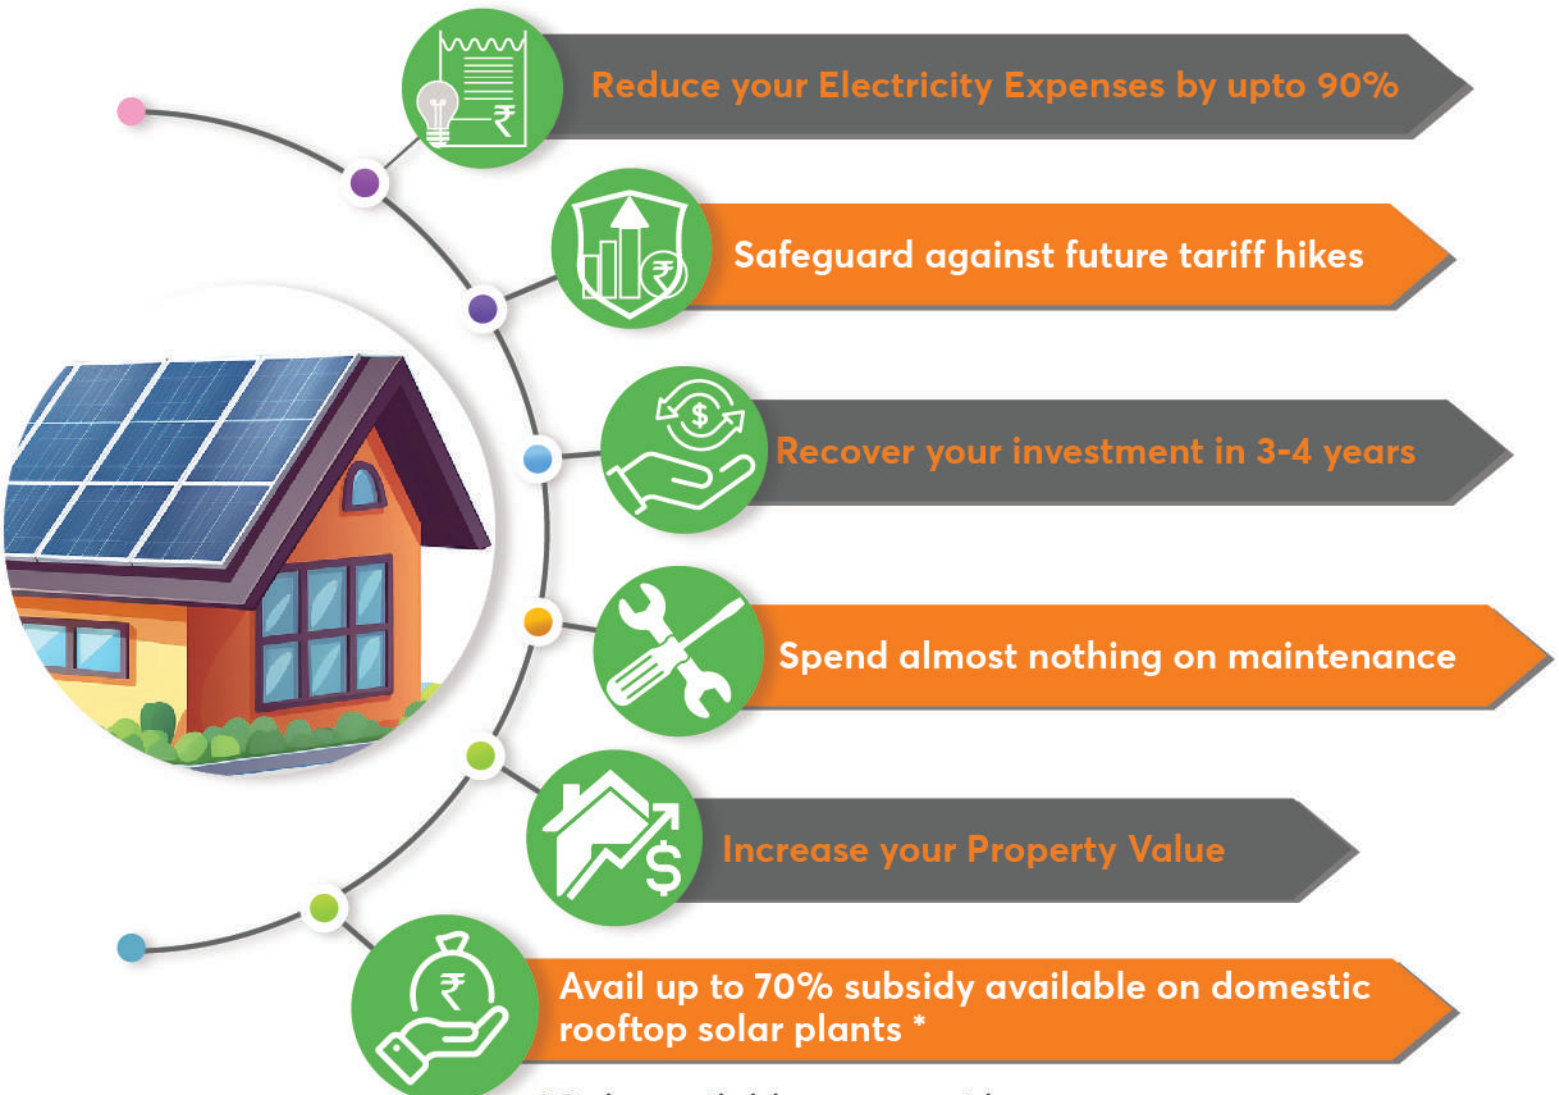 Reduce your Electricity Expenses by upto 90%
₹
Safeguard against future tariff hikes
₹
$
Recover your investment in 3-4 years
Spend almost nothing on maintenance
Increase your Property Value
$
Avail up to 70% subsidy available on domestic
rooftop solar plants *
₹